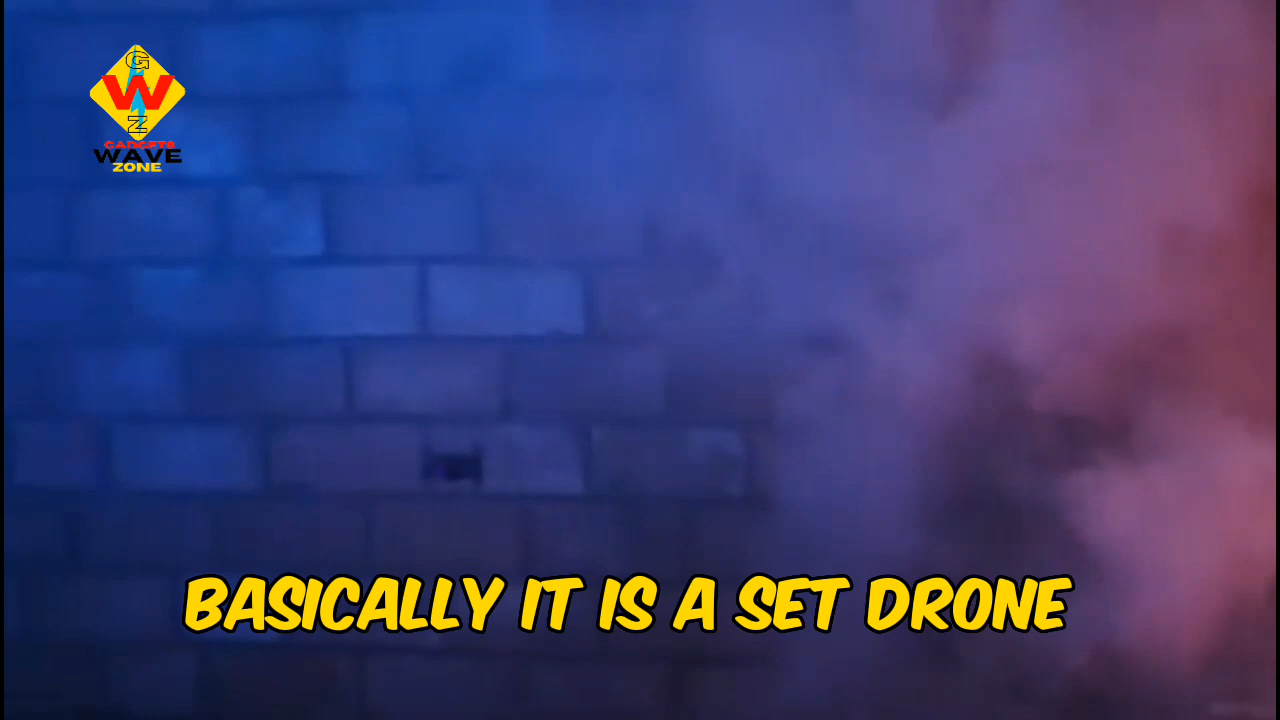 G
W
Z
GADGETS
WAVE
ZONE
BASICALLY IT IS A SET DRONE